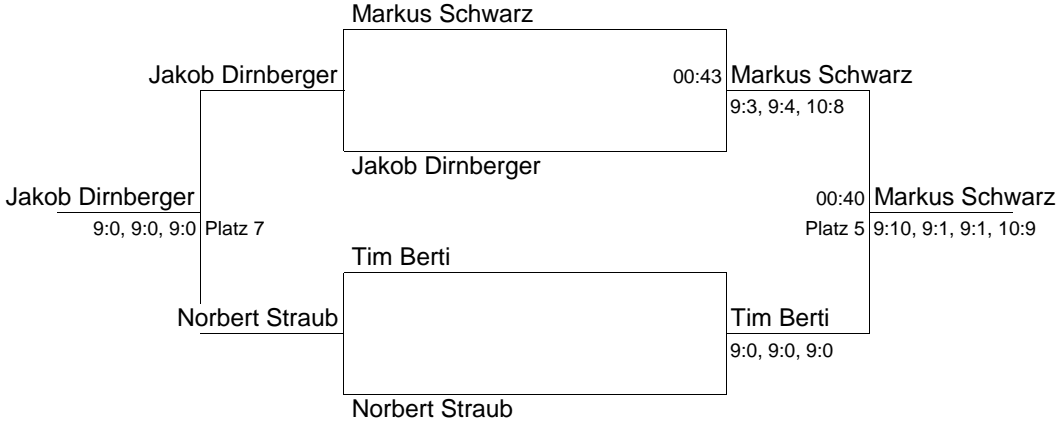 Markus Schwarz
Jakob Dirnberger
00:43 Markus Schwarz
9:3, 9:4, 10:8
Jakob Dirnberger
Jakob Dirnberger
00:40 Markus Schwarz
9:0, 9:0, 9:0 Platz 7
Platz 5 9:10, 9:1, 9:1, 10:9
Tim Berti
Norbert Straub
Tim Berti
9:0, 9:0, 9:0
Norbert Straub